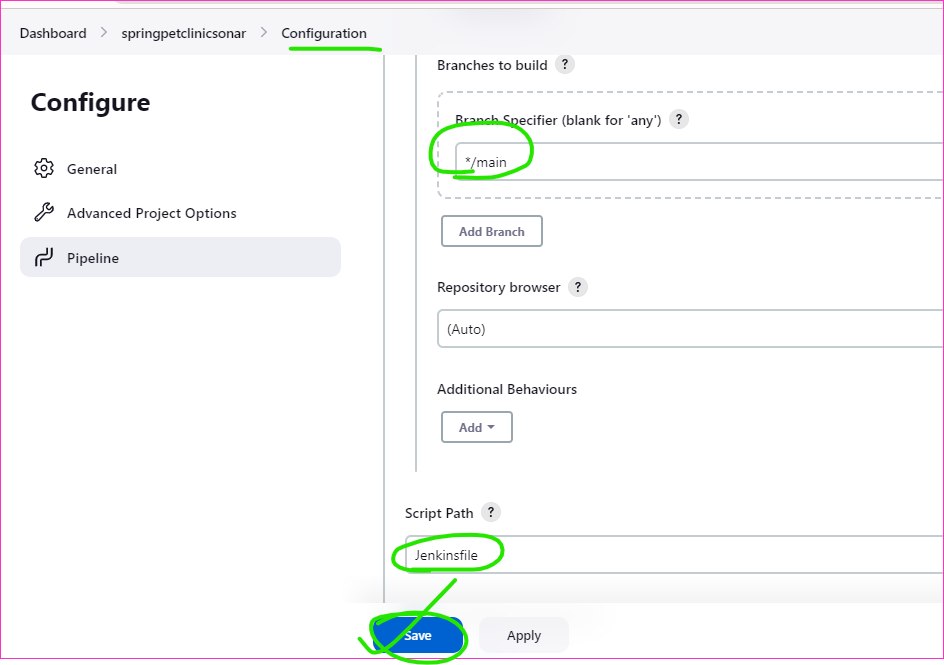 Dashboard > springpetclinicsonar > Configuration
Configure
General
Advanced Project Options
Pipeline
Branches to build ?
Branch Specifier (blank for 'any') ?
*/main
Add Branch
Repository browser ?
(Auto)
Additional Behaviours
Add
Script Path ?
Jenkinsfile
Save Apply